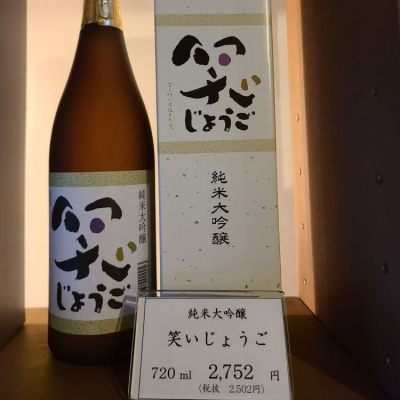 笑い
じょうご
純米大吟醸
笑い
じょうご
純米大吟醸
純米大吟醸
笑いじょうご
720 ml 2,752 円
(税抜 2,502円)